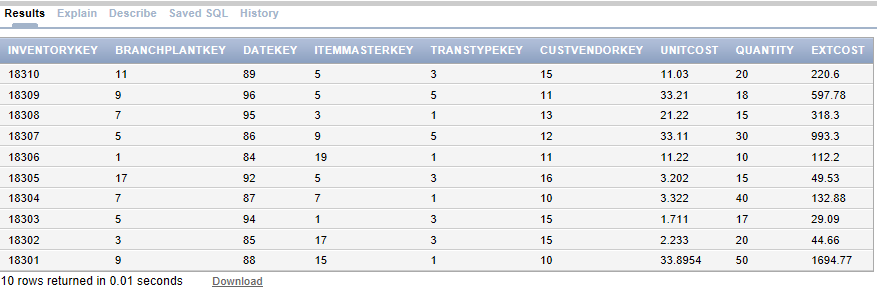 Results Explain Describe Saved SQL History
INVENTORYKEY BRANCHPLANTKEY DATEKEY ITEMMASTERKEY TRANSTYPEKEY CUSTVENDORKEY UNITCOST QUANTITY EXTCOST
18310 11 89 5 3 15 11.03 20 220.6
18309 9 96 5 5 11 33.21 18 597.78
18308 7 95 3 1 13 21.22 15 318.3
18307 5 86 9 5 12 33.11 30 993.3
18306 1 84 19 1 11 11.22 10 112.2
18305 17 92 5 3 16 3.202 15 49.53
18304 7 87 7 1 10 3.322 40 132.88
18303 5 94 1 3 15 1.711 17 29.09
18302 3 85 17 3 15 2.233 20 44.66
18301 9 88 15 1 10 33.8954 50 1694.77
10 rows returned in 0.01 seconds Download